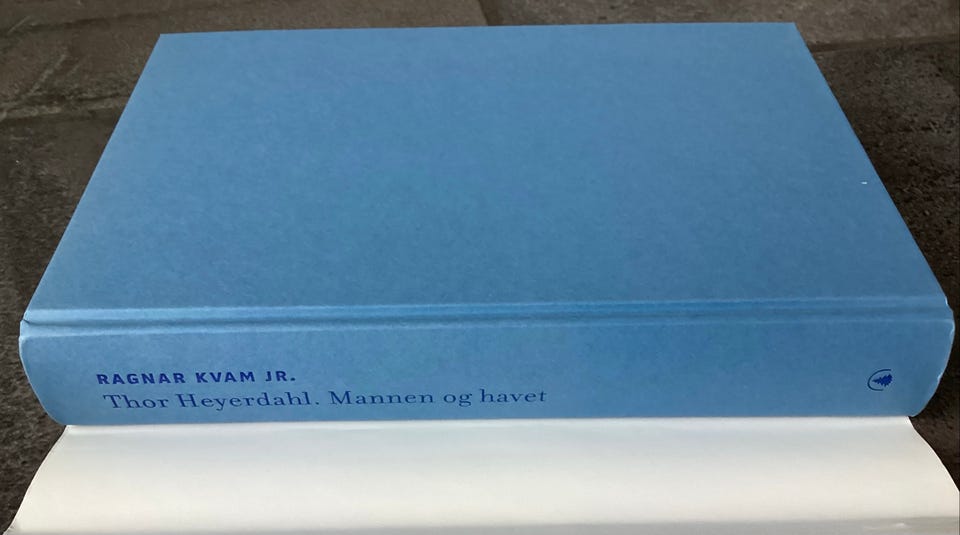 RAGNAR KVAM JR.
Thor Heyerdahl. Mannen og havet